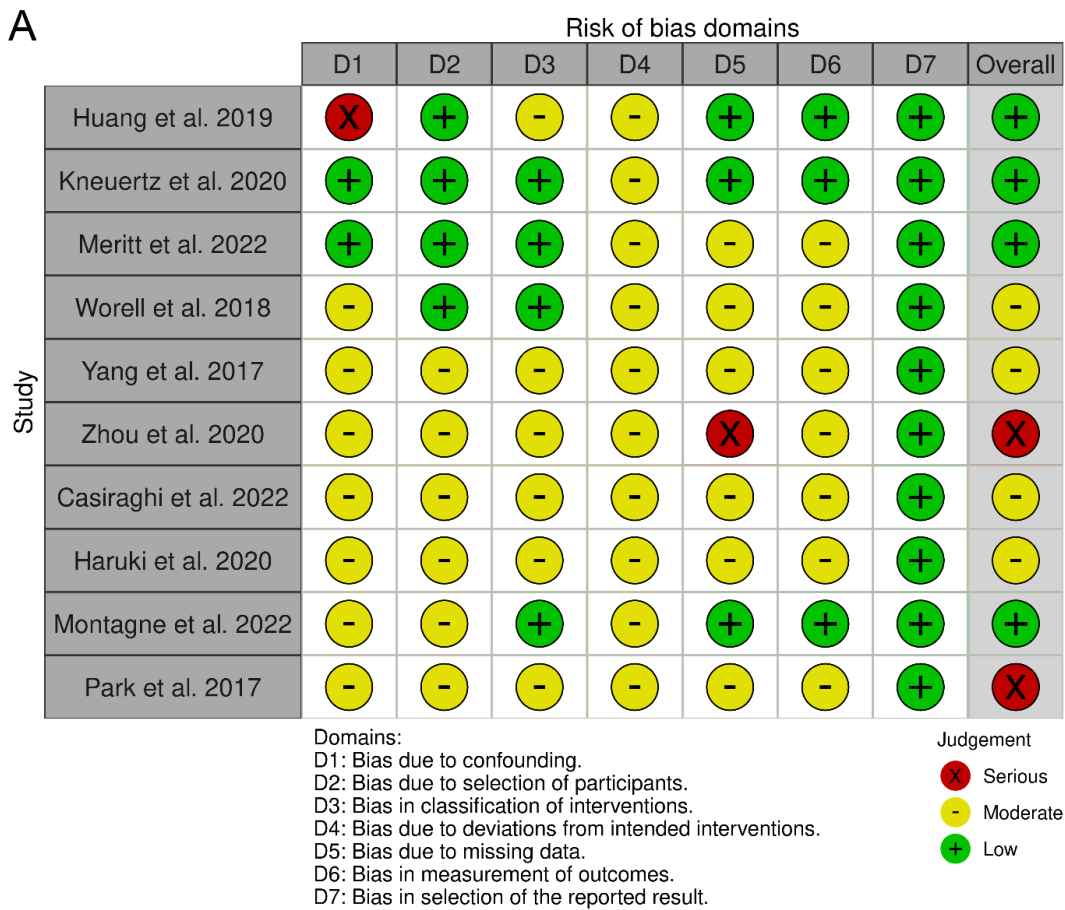 A
Risk of bias domains
D1 D2 D3 D4 D5 D6 D7 Overall
Study
Huang et al. 2019 X + - - + + + +
Kneuertz et al. 2020 + + + - + + + +
Meritt et al. 2022 + + + - - - + +
Worell et al. 2018 - + + - - - + -
Yang et al. 2017 - - - - - - + -
Zhou et al. 2020 - - - - X - + X
Casiraghi et al. 2022 - - - - - - + -
Haruki et al. 2020 - - - - - - + -
Montagne et al. 2022 - - + - + + + +
Park et al. 2017 - - - - - - + X
Domains:
D1: Bias due to confounding.
D2: Bias due to selection of participants.
D3: Bias in classification of interventions.
D4: Bias due to deviations from intended interventions.
D5: Bias due to missing data.
D6: Bias in measurement of outcomes.
D7: Bias in selection of the reported result.
Judgement
X Serious
- Moderate
+ Low